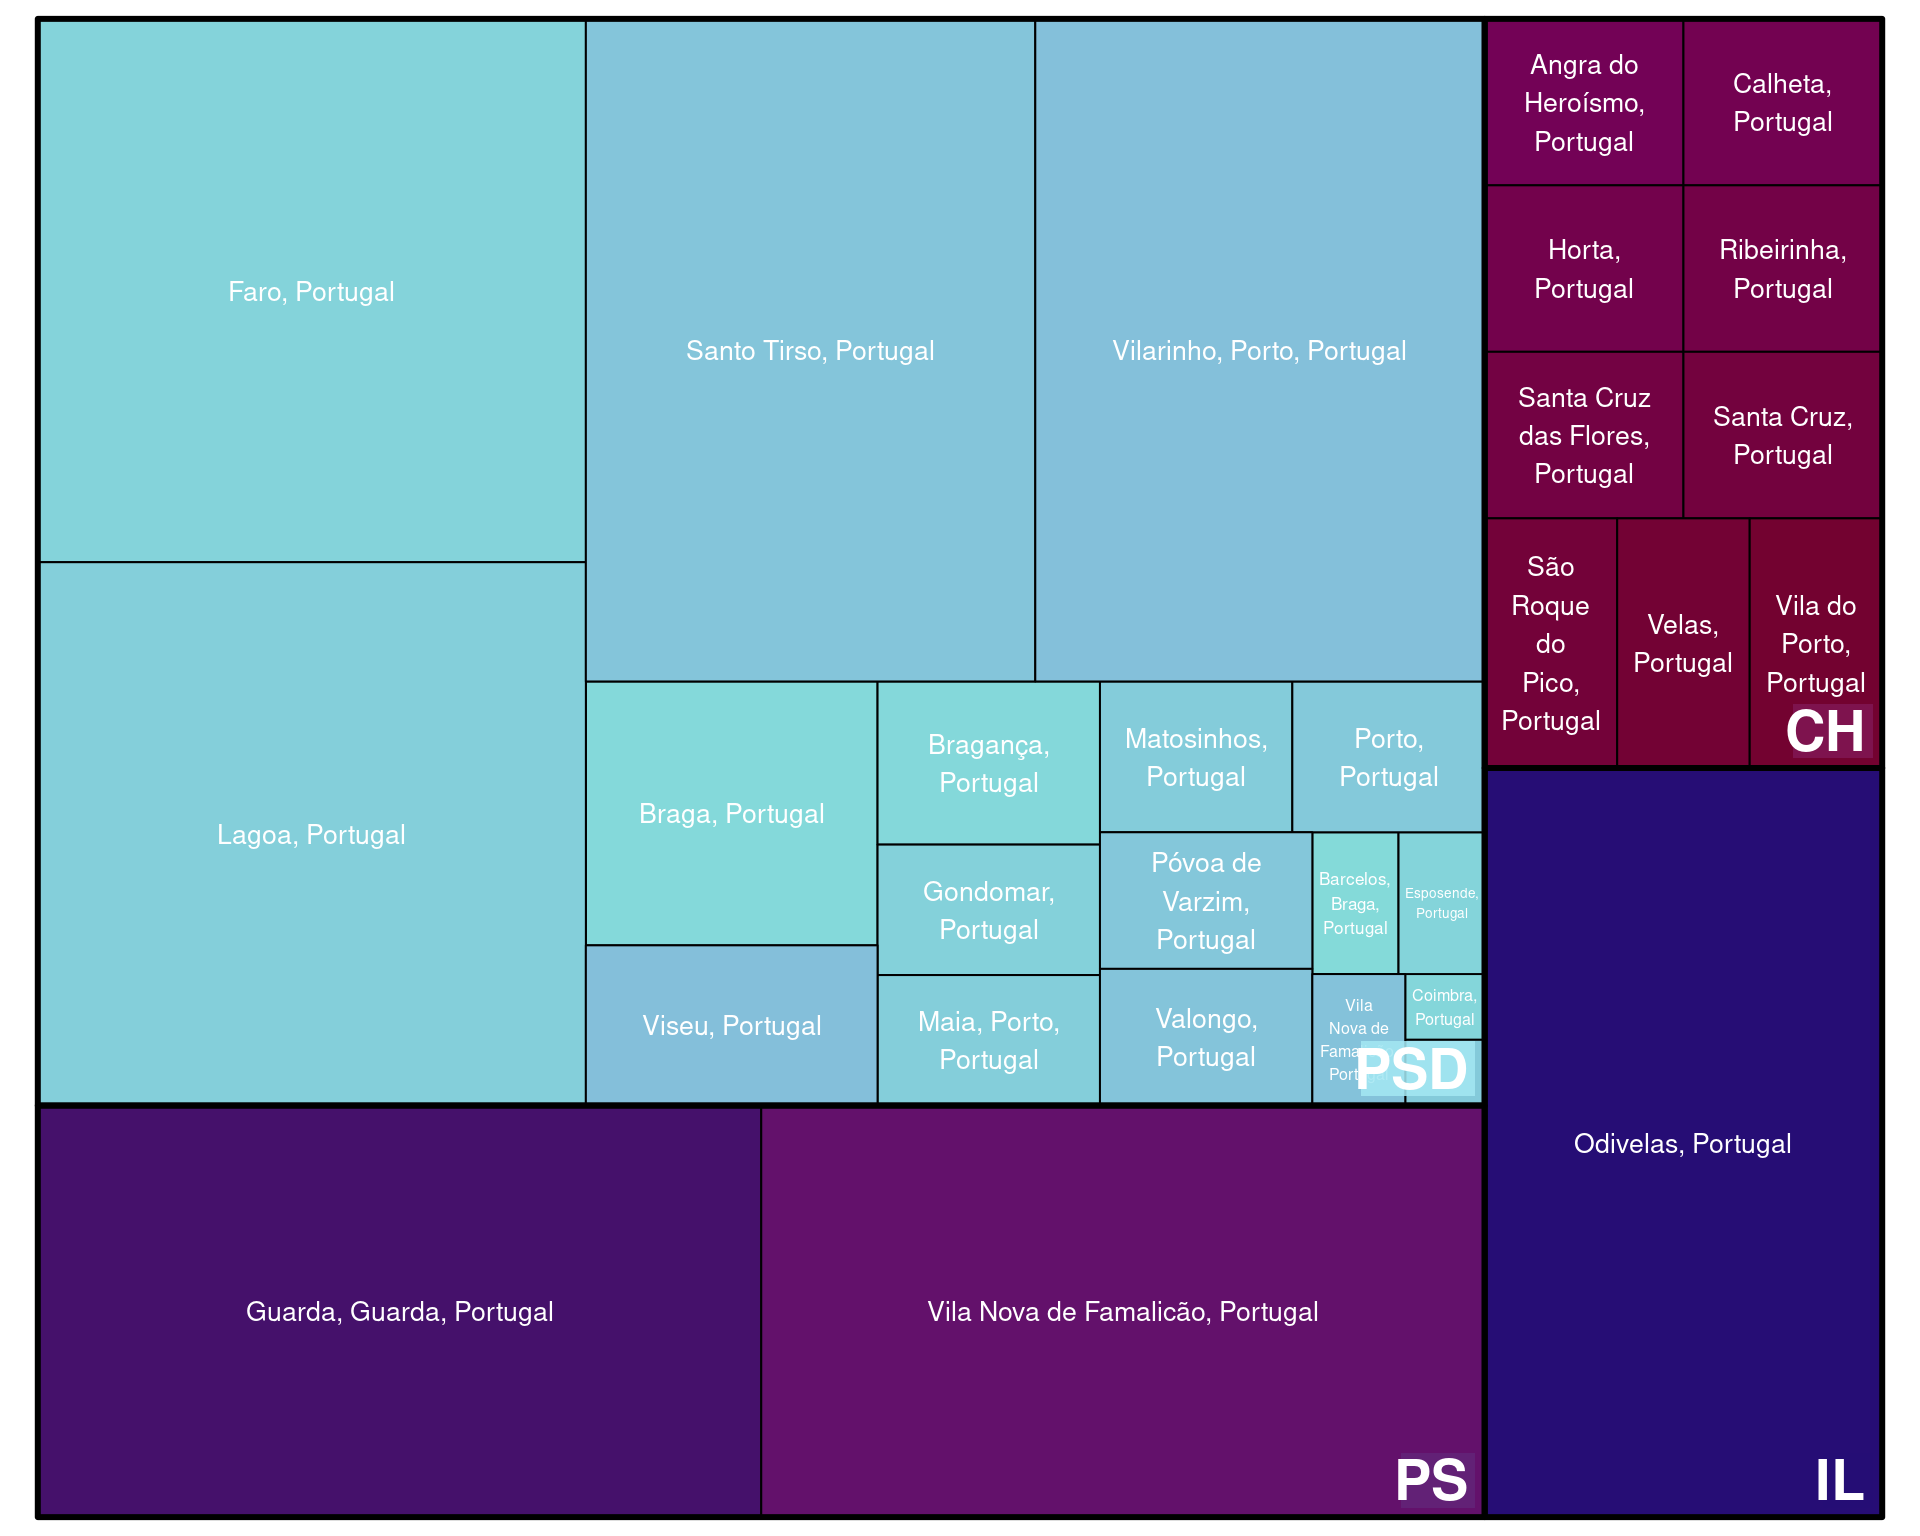 Faro, Portugal
Lagoa, Portugal
Santo Tirso, Portugal
Vilarinho, Porto, Portugal
Braga, Portugal
Viseu, Portugal
Bragança,
Portugal
Gondomar,
Portugal
Maia, Porto,
Portugal
Matosinhos,
Portugal
Porto,
Portugal
Póvoa de
Varzim,
Portugal
Valongo,
Portugal
Barcelos,
Braga,
Portugal
Esposende,
Portugal
Vila
Nova de
Coimbra,
Portugal
PSD
Guarda, Guarda, Portugal
Vila Nova de Famalicão, Portugal
PS
Angra do
Heroísmo,
Portugal
Calheta,
Portugal
Horta,
Portugal
Ribeirinha,
Portugal
Santa Cruz
das Flores,
Portugal
Santa Cruz,
Portugal
São
Roque
do
Pico,
Portugal
Velas,
Portugal
Vila do
Porto,
Portugal
CH
Odivelas, Portugal
IL